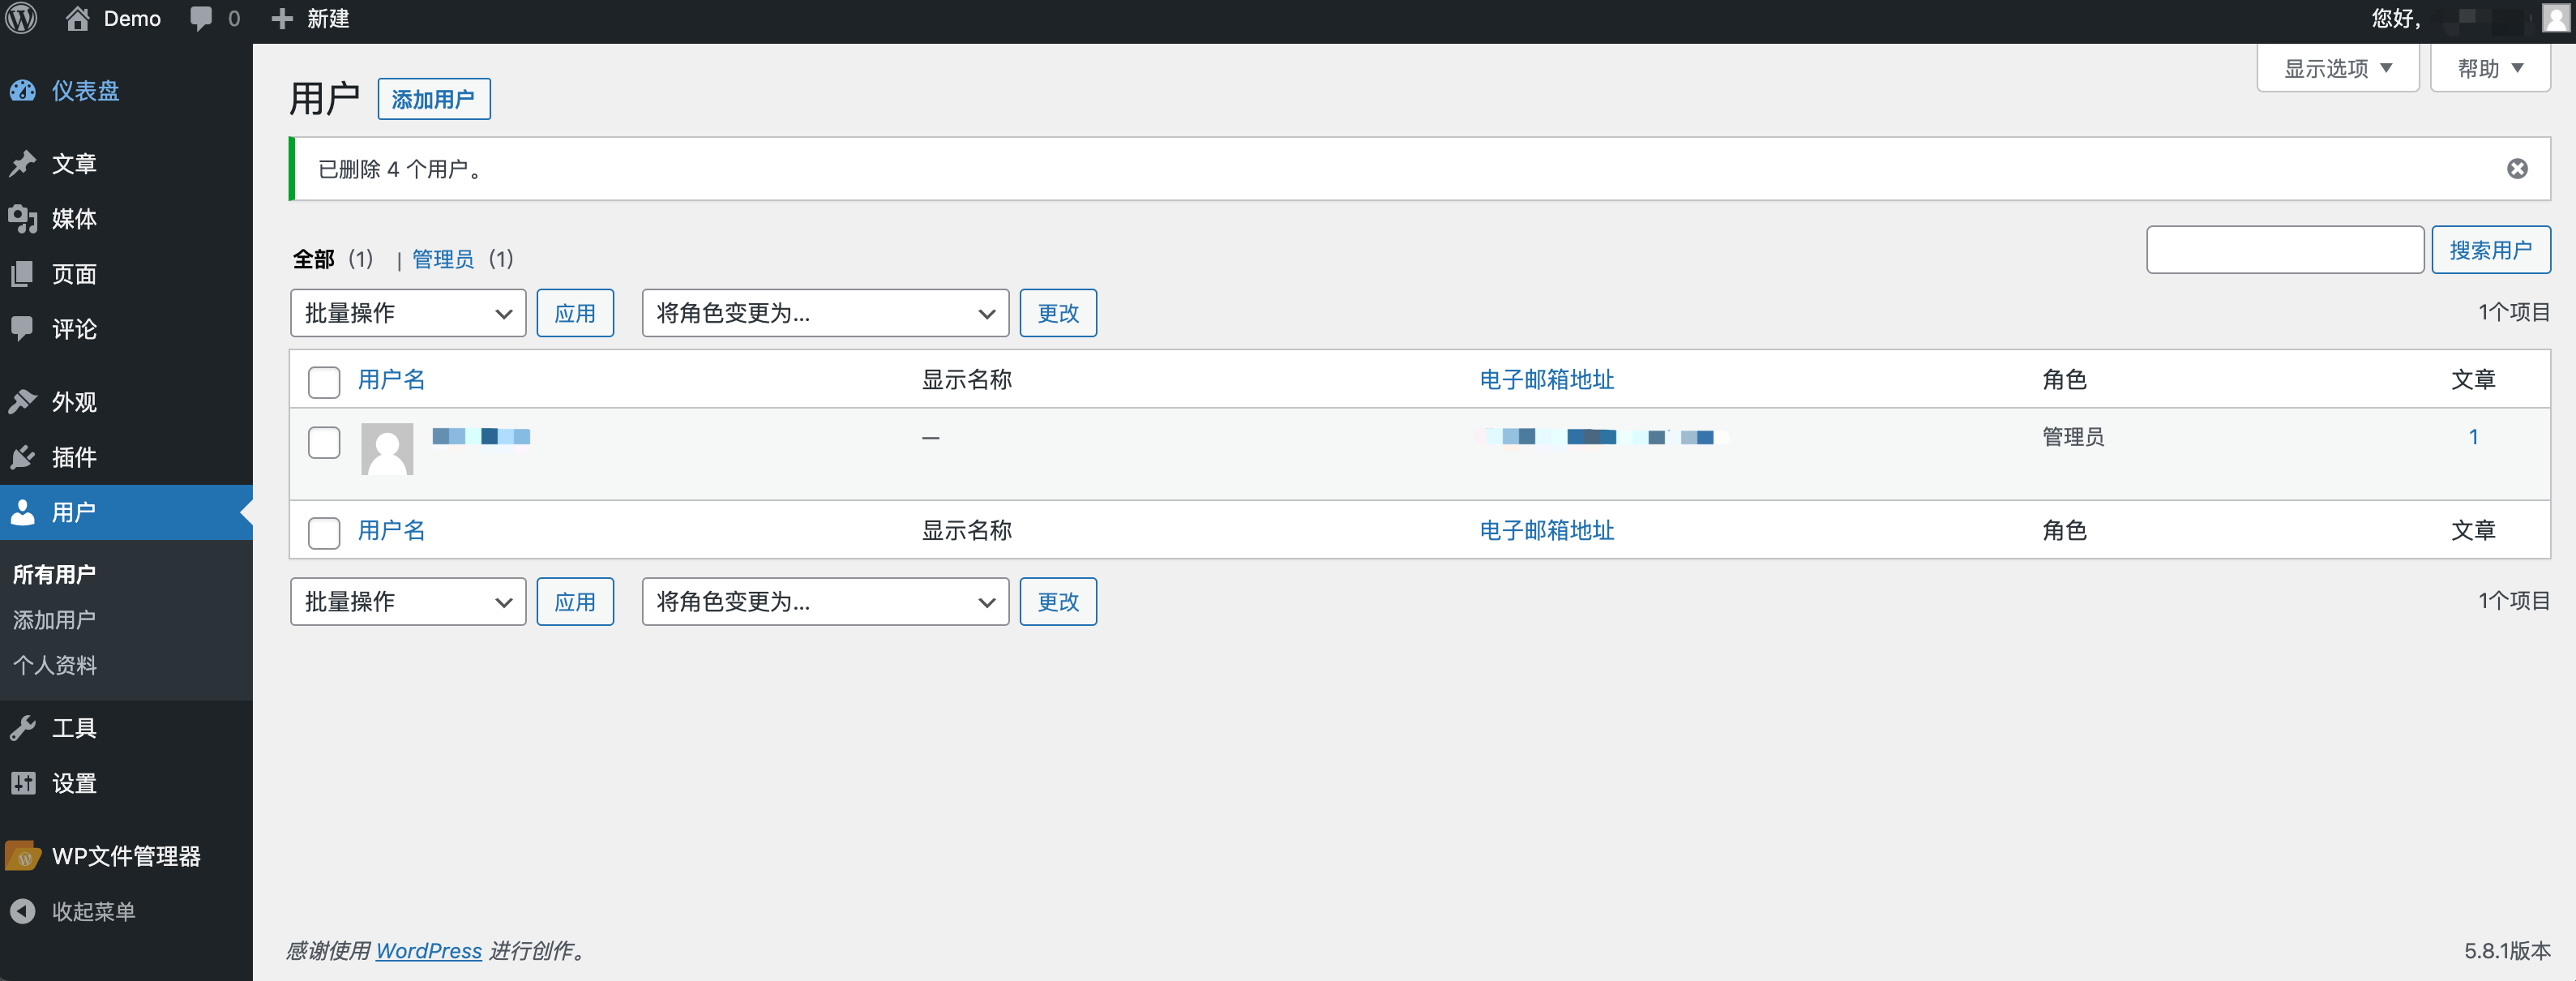 Demo 0 新建 您好,
显示选项 帮助
仪表盘
文章
媒体
页面
评论
外观
插件
用户
所有用户
添加用户
个人资料
工具
设置
WP文件管理器
收起菜单
用户 添加用户
已删除 4 个用户。
全部 (1) | 管理员 (1)
搜索用户
批量操作 应用 将角色变更为... 更改 1个项目
用户名 显示名称 电子邮箱地址 角色 文章
— 管理员 1
用户名 显示名称 电子邮箱地址 角色 文章
批量操作 应用 将角色变更为... 更改 1个项目
感谢使用 WordPress 进行创作。 5.8.1版本